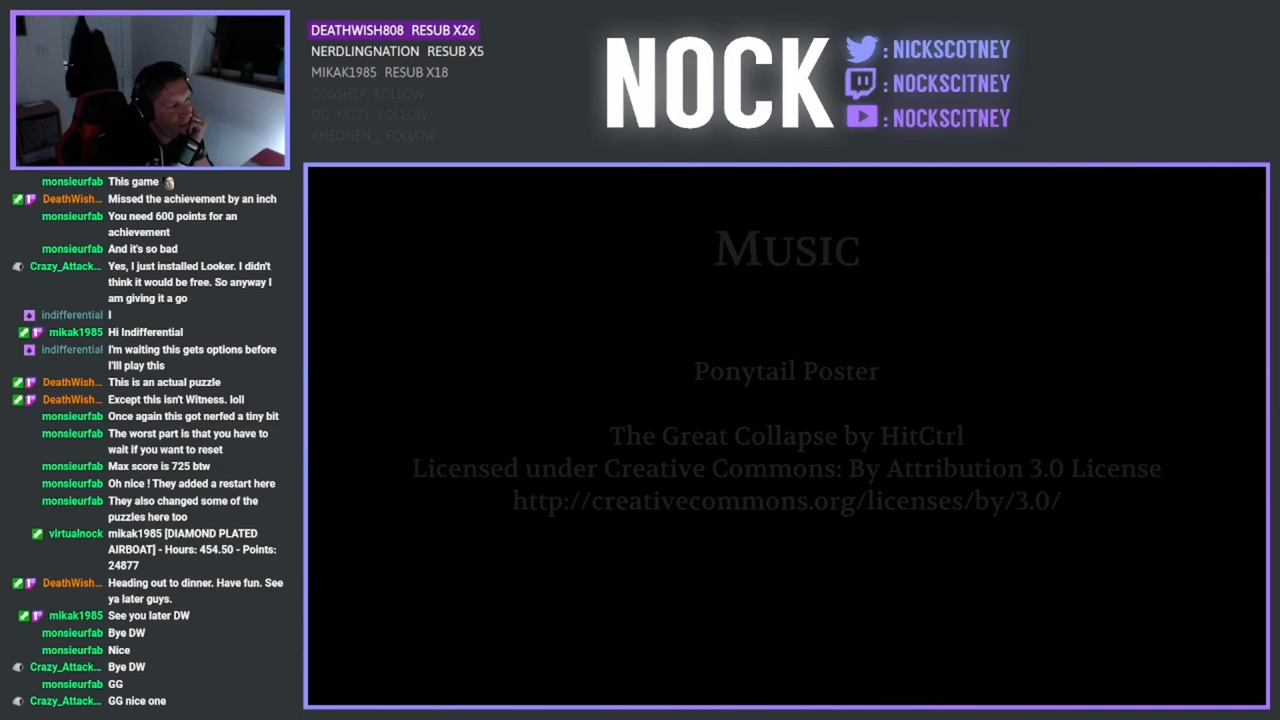 DEATHWISH808 RESUB X26
NERDLINGNATION RESUB X5
MIKAK1985 RESUB X18
D0GSHEP FOLLOW
OG_KEIZY FOLLOW
ANEDNEN_ FOLLOW
NOCK
: NICKSCOTNEY
: NOCKSCITNEY
: NOCKSCITNEY
monsieurfab This game
DeathWish... Missed the achievement by an inch
monsieurfab You need 600 points for an
achievement
monsieurfab And it's so bad
Crazy_Attack... Yes, I just installed Looker. I didn't
think it would be free. So anyway I
am giving it a go
indifferential I
mikak1985 Hi Indifferential
indifferential I'm waiting this gets options before
I'lll play this
DeathWish... This is an actual puzzle
DeathWish... Except this isn't Witness. loll
monsieurfab Once again this got nerfed a tiny bit
monsieurfab The worst part is that you have to
wait if you want to reset
monsieurfab Max score is 725 btw
monsieurfab Oh nice ! They added a restart here
monsieurfab They also changed some of the
puzzles here too
virtualnock mikak1985 [DIAMOND PLATED
AIRBOAT] - Hours: 454.50 - Points:
24877
DeathWish... Heading out to dinner. Have fun. See
ya later guys.
mikak1985 See you later DW
monsieurfab Bye DW
monsieurfab Nice
Crazy_Attack... Bye DW
monsieurfab GG
Crazy_Attack... GG nice one
MUSIC
Ponytail Poster
The Great Collapse by HitCtrl
Licensed under Creative Commons: By Attribution 3.0 License
http://creativecommons.org/licenses/by/3.0/